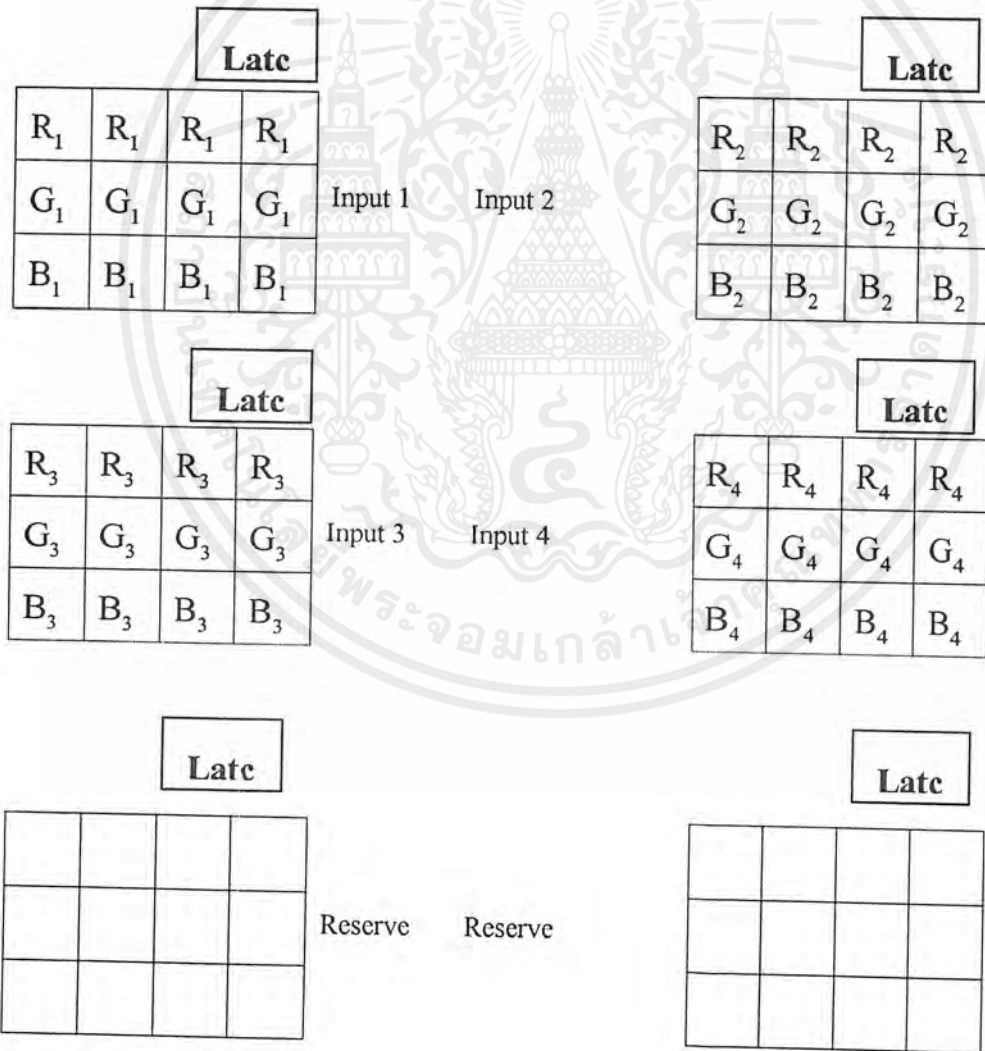 Latc Latc
R₁ R₁ R₁ R₁ R₂ R₂ R₂ R₂
G₁ G₁ G₁ G₁ Input 1 Input 2 G₂ G₂ G₂ G₂
B₁ B₁ B₁ B₁ B₂ B₂ B₂ B₂
Latc Latc
R₃ R₃ R₃ R₃ R₄ R₄ R₄ R₄
G₃ G₃ G₃ G₃ Input 3 Input 4 G₄ G₄ G₄ G₄
B₃ B₃ B₃ B₃ B₄ B₄ B₄ B₄
Latc Latc
Reserve Reserve